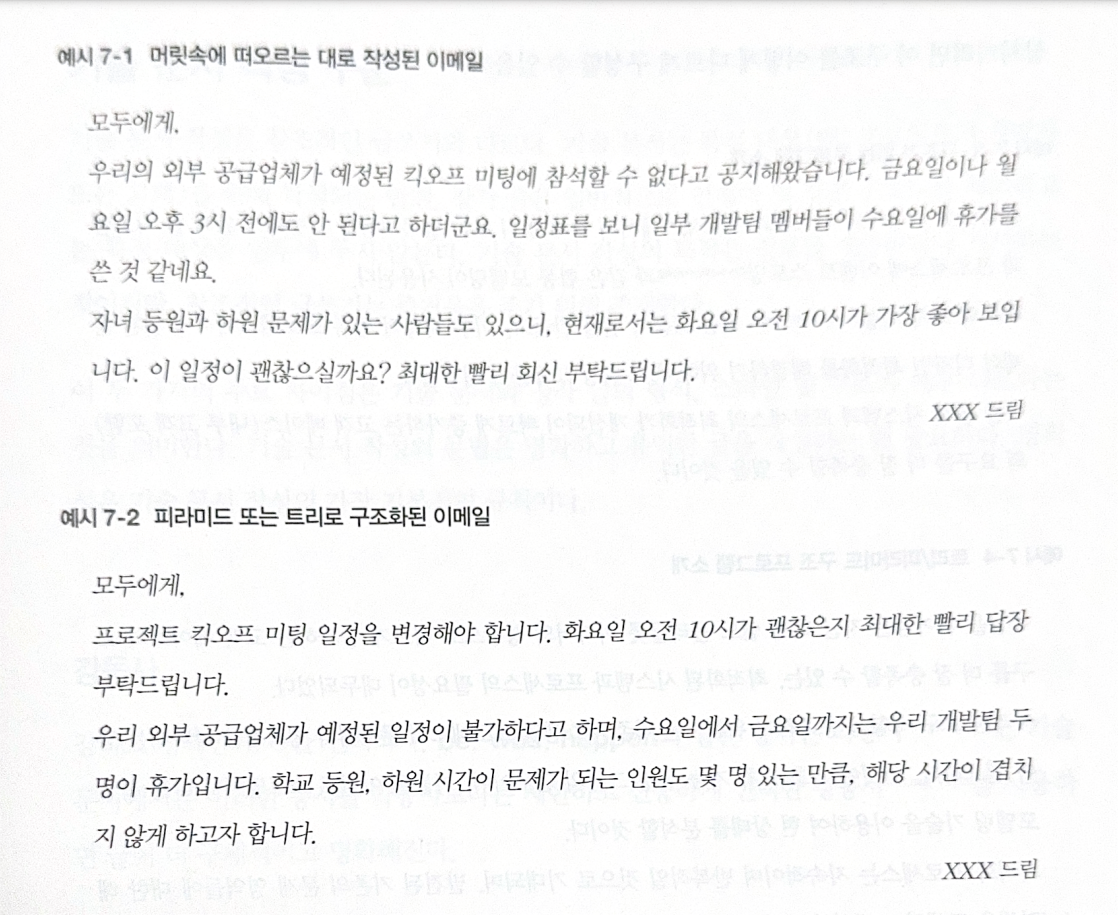 예시 7-1 머릿속에 떠오르는 대로 작성된 이메일
모두에게,
우리의 외부 공급업체가 예정된 킥오프 미팅에 참석할 수 없다고 공지해왔습니다. 금요일이나 월
요일 오후 3시 전에도 안 된다고 하더군요. 일정표를 보니 일부 개발팀 멤버들이 수요일에 휴가를
쓴 것 같네요.
자녀 등원과 하원 문제가 있는 사람들도 있으니, 현재로서는 화요일 오전 10시가 가장 좋아 보입
니다. 이 일정이 괜찮으실까요? 최대한 빨리 회신 부탁드립니다.
XXX 드림
예시 7-2 피라미드 또는 트리로 구조화된 이메일
모두에게,
프로젝트 킥오프 미팅 일정을 변경해야 합니다. 화요일 오전 10시가 괜찮은지 최대한 빨리 답장
부탁드립니다.
우리 외부 공급업체가 예정된 일정이 불가하다고 하며, 수요일에서 금요일까지는 우리 개발팀 두
명이 휴가입니다. 학교 등원, 하원 시간이 문제가 되는 인원도 몇 명 있는 만큼, 해당 시간이 겹치
지 않게 하고자 합니다.
XXX 드림